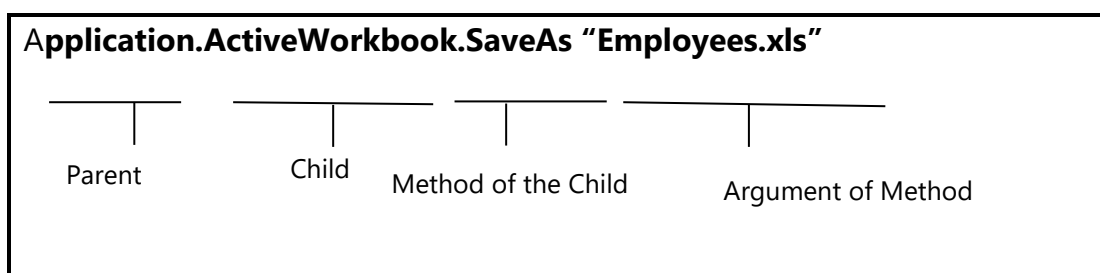 Application.ActiveWorkbook.SaveAs “Employees.xls”
Parent Child Method of the Child Argument of Method